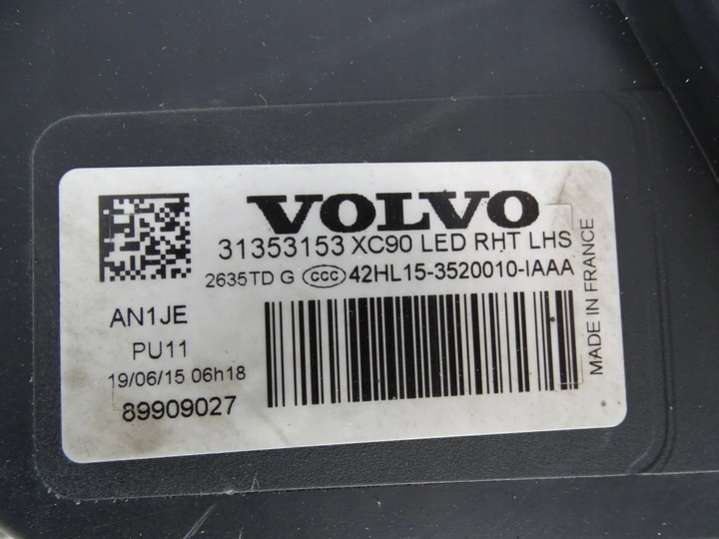 VOLVO
31353153 XC90 LED RHT LHS
2635TD G CCC 42HL15-3520010-IAAA
AN1JE
PU11
19/06/15 06h18
89909027
MADE IN FRANCE